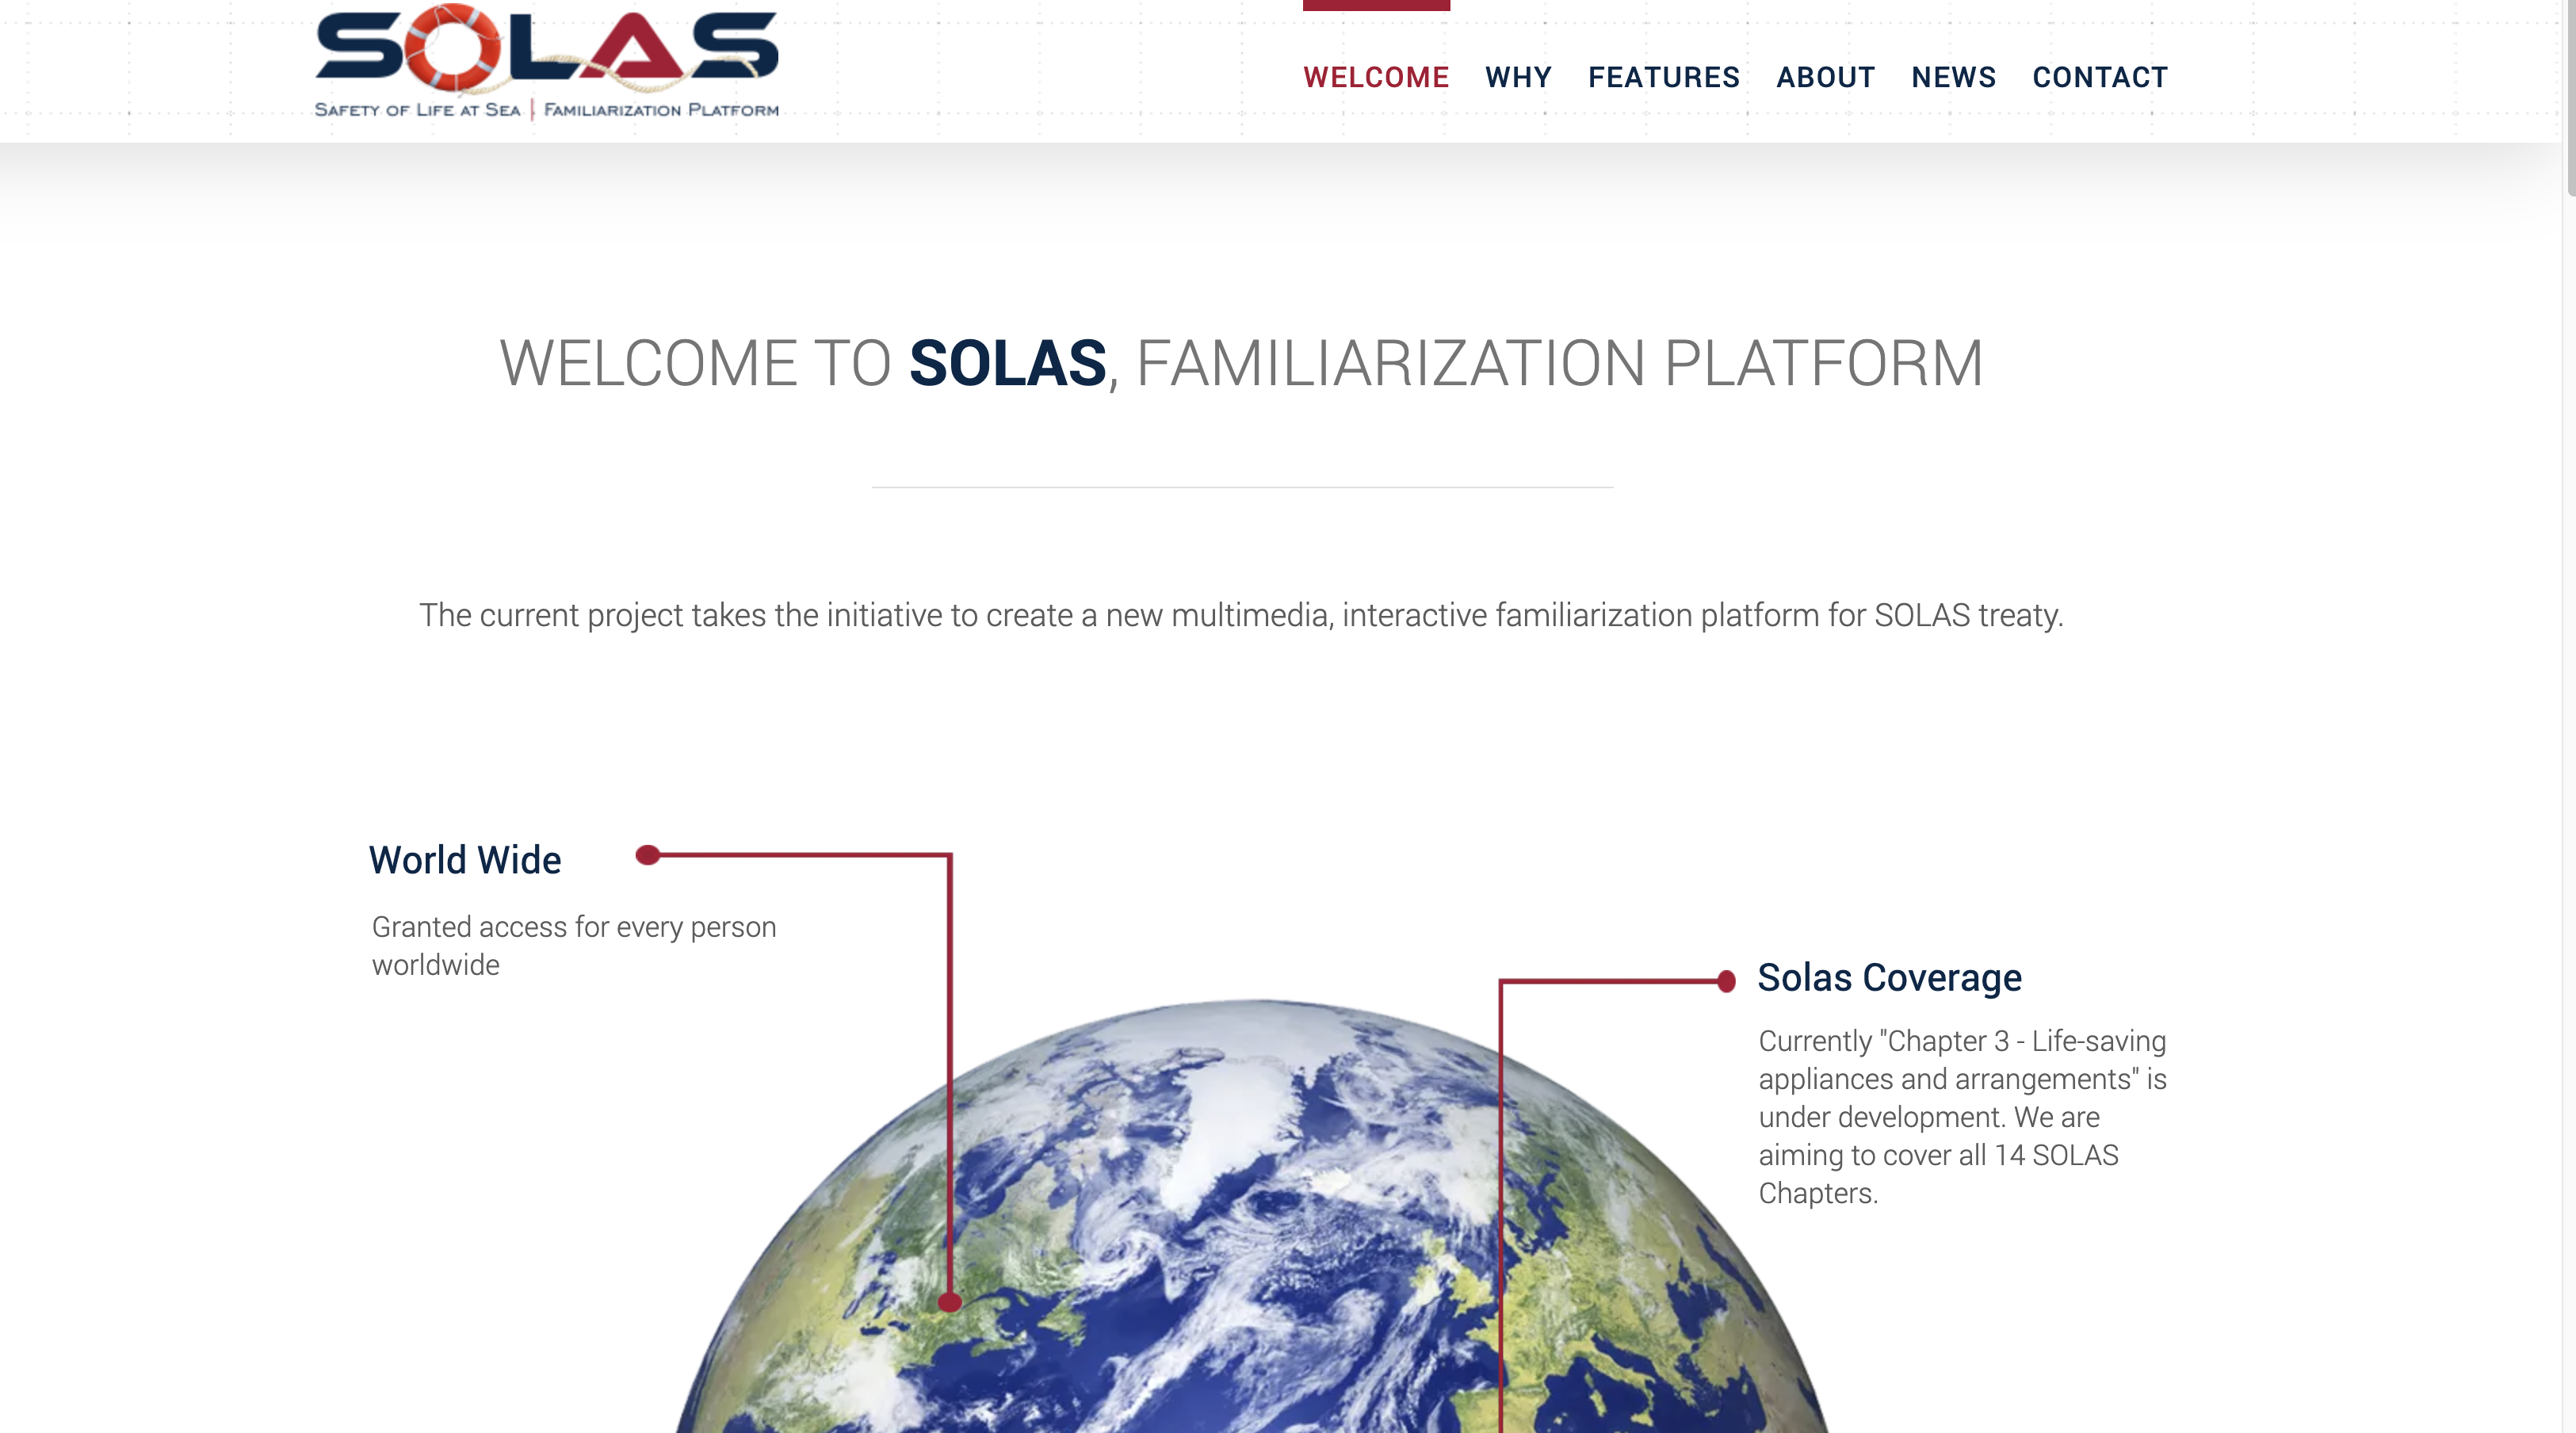 SOLAS
SAFETY OF LIFE AT SEA | FAMILIARIZATION PLATFORM
WELCOME WHY FEATURES ABOUT NEWS CONTACT
WELCOME TO SOLAS, FAMILIARIZATION PLATFORM
The current project takes the initiative to create a new multimedia, interactive familiarization platform for SOLAS treaty.
World Wide
Granted access for every person
worldwide
Solas Coverage
Currently "Chapter 3 - Life-saving
appliances and arrangements" is
under development. We are
aiming to cover all 14 SOLAS
Chapters.